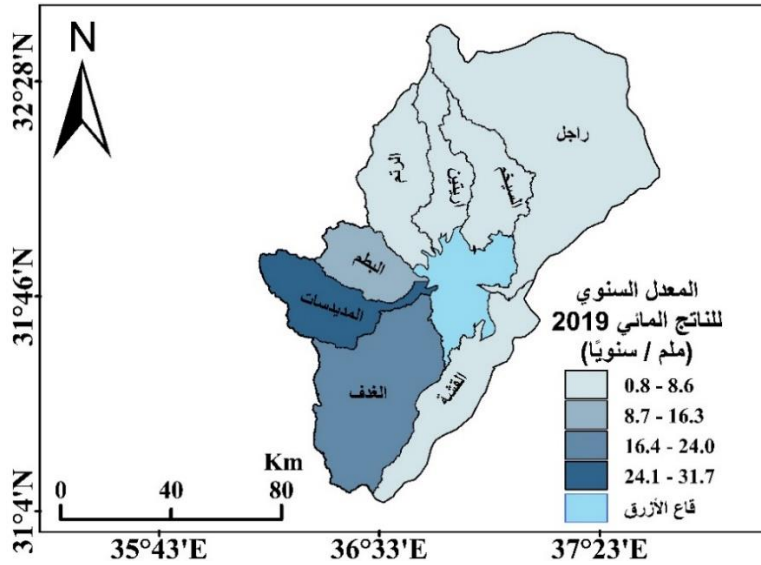 N
32°28'N
31°46'N
31°4'N
35°43'E
36°33'E
37°23'E
راجل
الرتم
اريتين
البطم
المديسات
الغدف
القشة
Km
0 40 80
المعدل السنوي
للناتج المائي 2019
(ملم / سنويًا)
0.8 - 8.6
8.7 - 16.3
16.4 - 24.0
24.1 - 31.7
قاع الأزرق